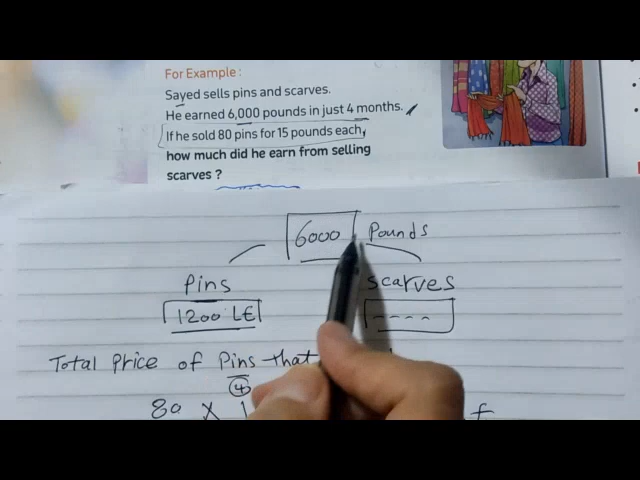 For Example :
Sayed sells pins and scarves.
He earned 6,000 pounds in just 4 months.
If he sold 80 pins for 15 pounds each,
how much did he earn from selling
scarves ?
6000 Pounds
Pins scarves
1200 LE ----
Total Price of Pins that
4
80 × 1